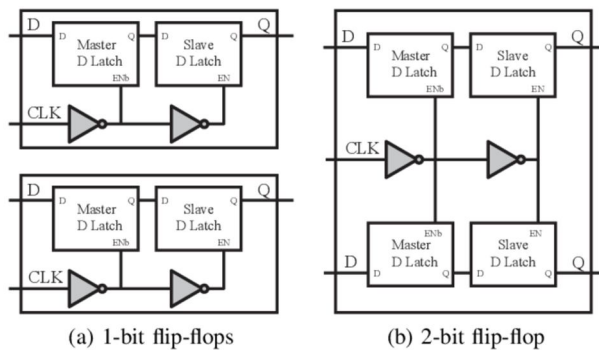 D
Q
D
Q
D
Q
Master
D Latch
Slave
D Latch
ENb
EN
CLK
D
Q
D
Q
D
Q
Master
D Latch
Slave
D Latch
ENb
EN
CLK
(a) 1-bit flip-flops
D
Q
D
Q
D
Q
Master
D Latch
Slave
D Latch
ENb
EN
CLK
ENb
EN
Master
D Latch
Slave
D Latch
D
Q
D
Q
D
Q
(b) 2-bit flip-flop